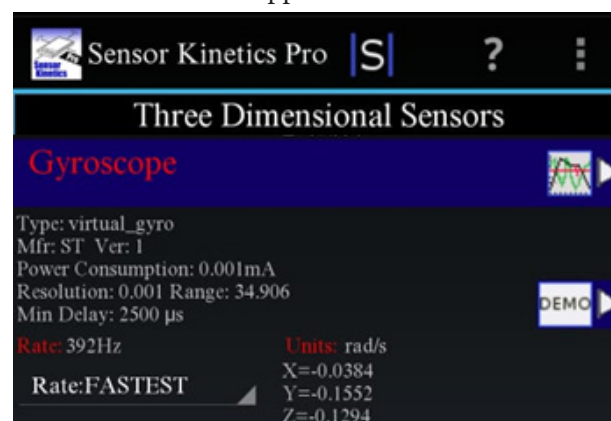 Sensor Kinetics Pro |S| ?
Three Dimensional Sensors
Gyroscope
Type: virtual_gyro
Mfr: ST Ver: 1
Power Consumption: 0.001mA
Resolution: 0.001 Range: 34.906
Min Delay: 2500 µs
DEMO
Rate: 392Hz
Units: rad/s
Rate:FASTEST
X=-0.0384
Y=-0.1552
Z=-0.1294